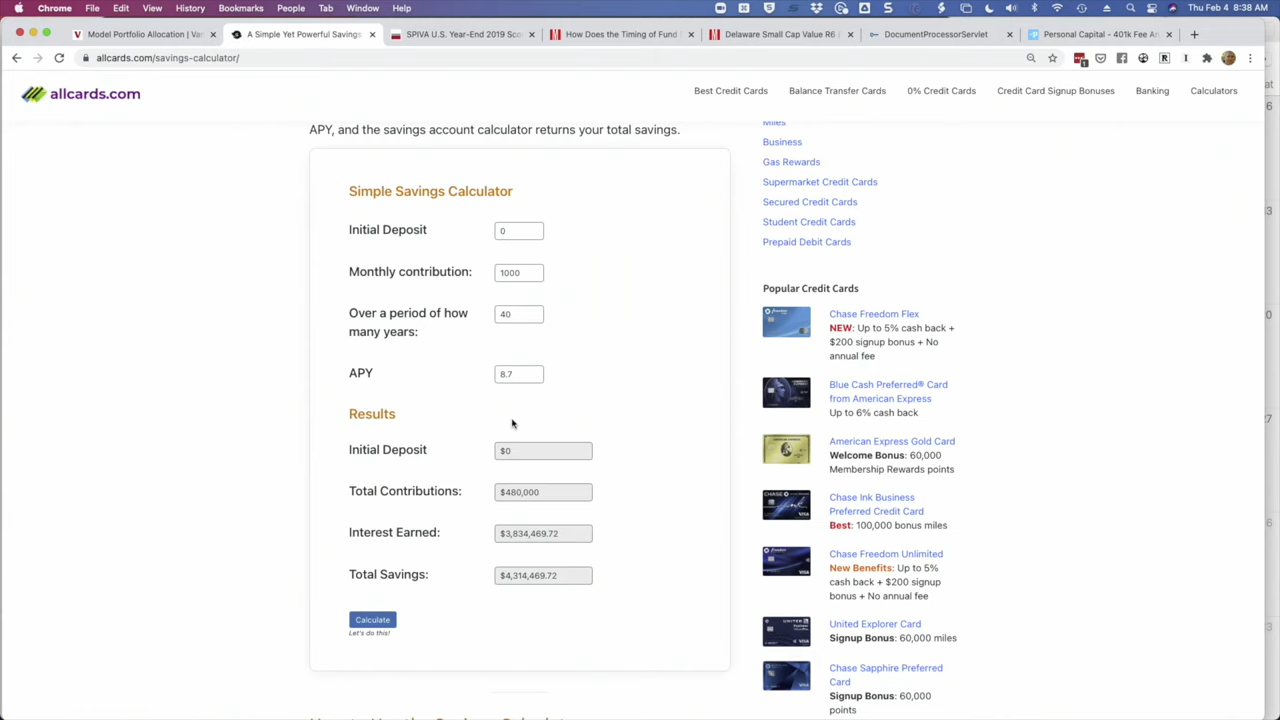 Chrome File Edit View History Bookmarks People Tab Window Help
8:38 AM
Model Portfolio Allocation | Van
A Simple Yet Powerful Savings
SPIVA U.S. Year-End 2019 Sco
How Does the Timing of Fund
Delaware Small Cap Value R6 |
DocumentProcessorServlet
Personal Capital - 401k Fee An
allcards.com/savings-calculator/
allcards.com
Best Credit Cards
Balance Transfer Cards
0% Credit Cards
Credit Card Signup Bonuses
Banking
Calculators
APY, and the savings account calculator returns your total savings.
Simple Savings Calculator
Initial Deposit
0
Monthly contribution:
1000
Over a period of how
many years:
40
APY
8.7
Results
Initial Deposit
$0
Total Contributions:
$480,000
Interest Earned:
$3,834,469.72
Total Savings:
$4,314,469.72
Calculate
Let's do this!
Miles
Business
Gas Rewards
Supermarket Credit Cards
Secured Credit Cards
Student Credit Cards
Prepaid Debit Cards
Popular Credit Cards
Chase Freedom Flex
NEW: Up to 5% cash back +
$200 signup bonus + No
annual fee
Blue Cash Preferred® Card
from American Express
Up to 6% cash back
American Express Gold Card
Welcome Bonus: 60,000
Membership Rewards points
Chase Ink Business
Preferred Credit Card
Best: 100,000 bonus miles
Chase Freedom Unlimited
New Benefits: Up to 5%
cash back + $200 signup
bonus + No annual fee
United Explorer Card
Signup Bonus: 60,000 miles
Chase Sapphire Preferred
Card
Signup Bonus: 60,000
points